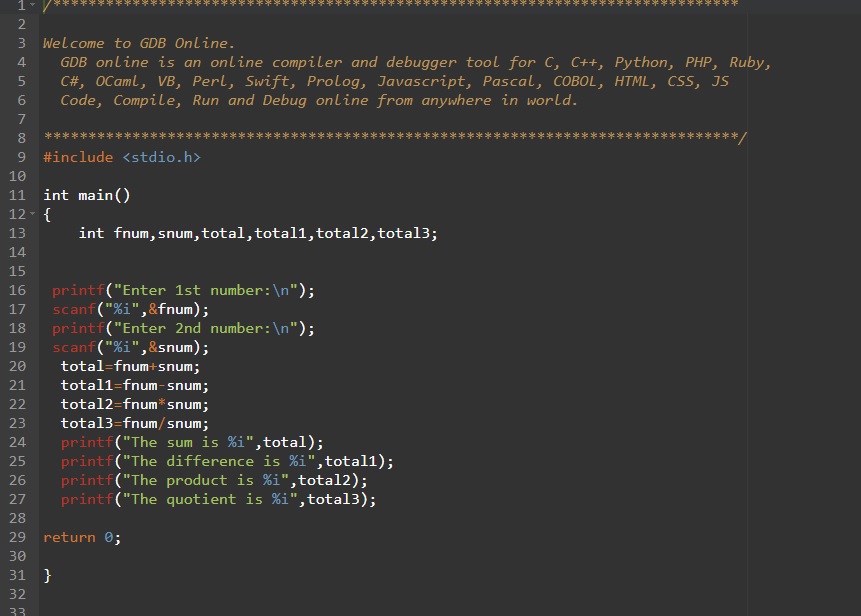 1 /******************************************************************************
2
3 Welcome to GDB Online.
4 GDB online is an online compiler and debugger tool for C, C++, Python, PHP, Ruby,
5 C#, OCaml, VB, Perl, Swift, Prolog, Javascript, Pascal, COBOL, HTML, CSS, JS
6 Code, Compile, Run and Debug online from anywhere in world.
7
8 *******************************************************************************/
9 #include <stdio.h>
10
11 int main()
12 {
13 int fnum,snum,total,total1,total2,total3;
14
15
16 printf("Enter 1st number:\n");
17 scanf("%i",&fnum);
18 printf("Enter 2nd number:\n");
19 scanf("%i",&snum);
20 total=fnum+snum;
21 total1=fnum-snum;
22 total2=fnum*snum;
23 total3=fnum/snum;
24 printf("The sum is %i",total);
25 printf("The difference is %i",total1);
26 printf("The product is %i",total2);
27 printf("The quotient is %i",total3);
28
29 return 0;
30
31 }
32
33